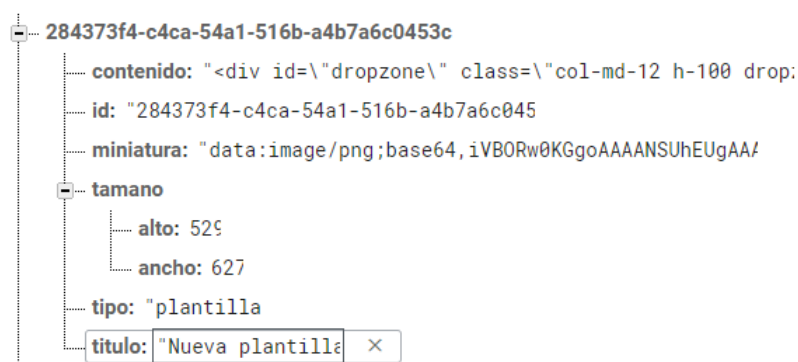 284373f4-c4ca-54a1-516b-a4b7a6c0453c
contenido: "<div id=\"dropzone\" class=\"col-md-12 h-100 drop
id: "284373f4-c4ca-54a1-516b-a4b7a6c045
miniatura: "data:image/png;base64,iVBORw0KGgoAAAANSUhEUgAAA
tamano
alto: 529
ancho: 627
tipo: "plantilla
titulo: "Nueva plantilla ×